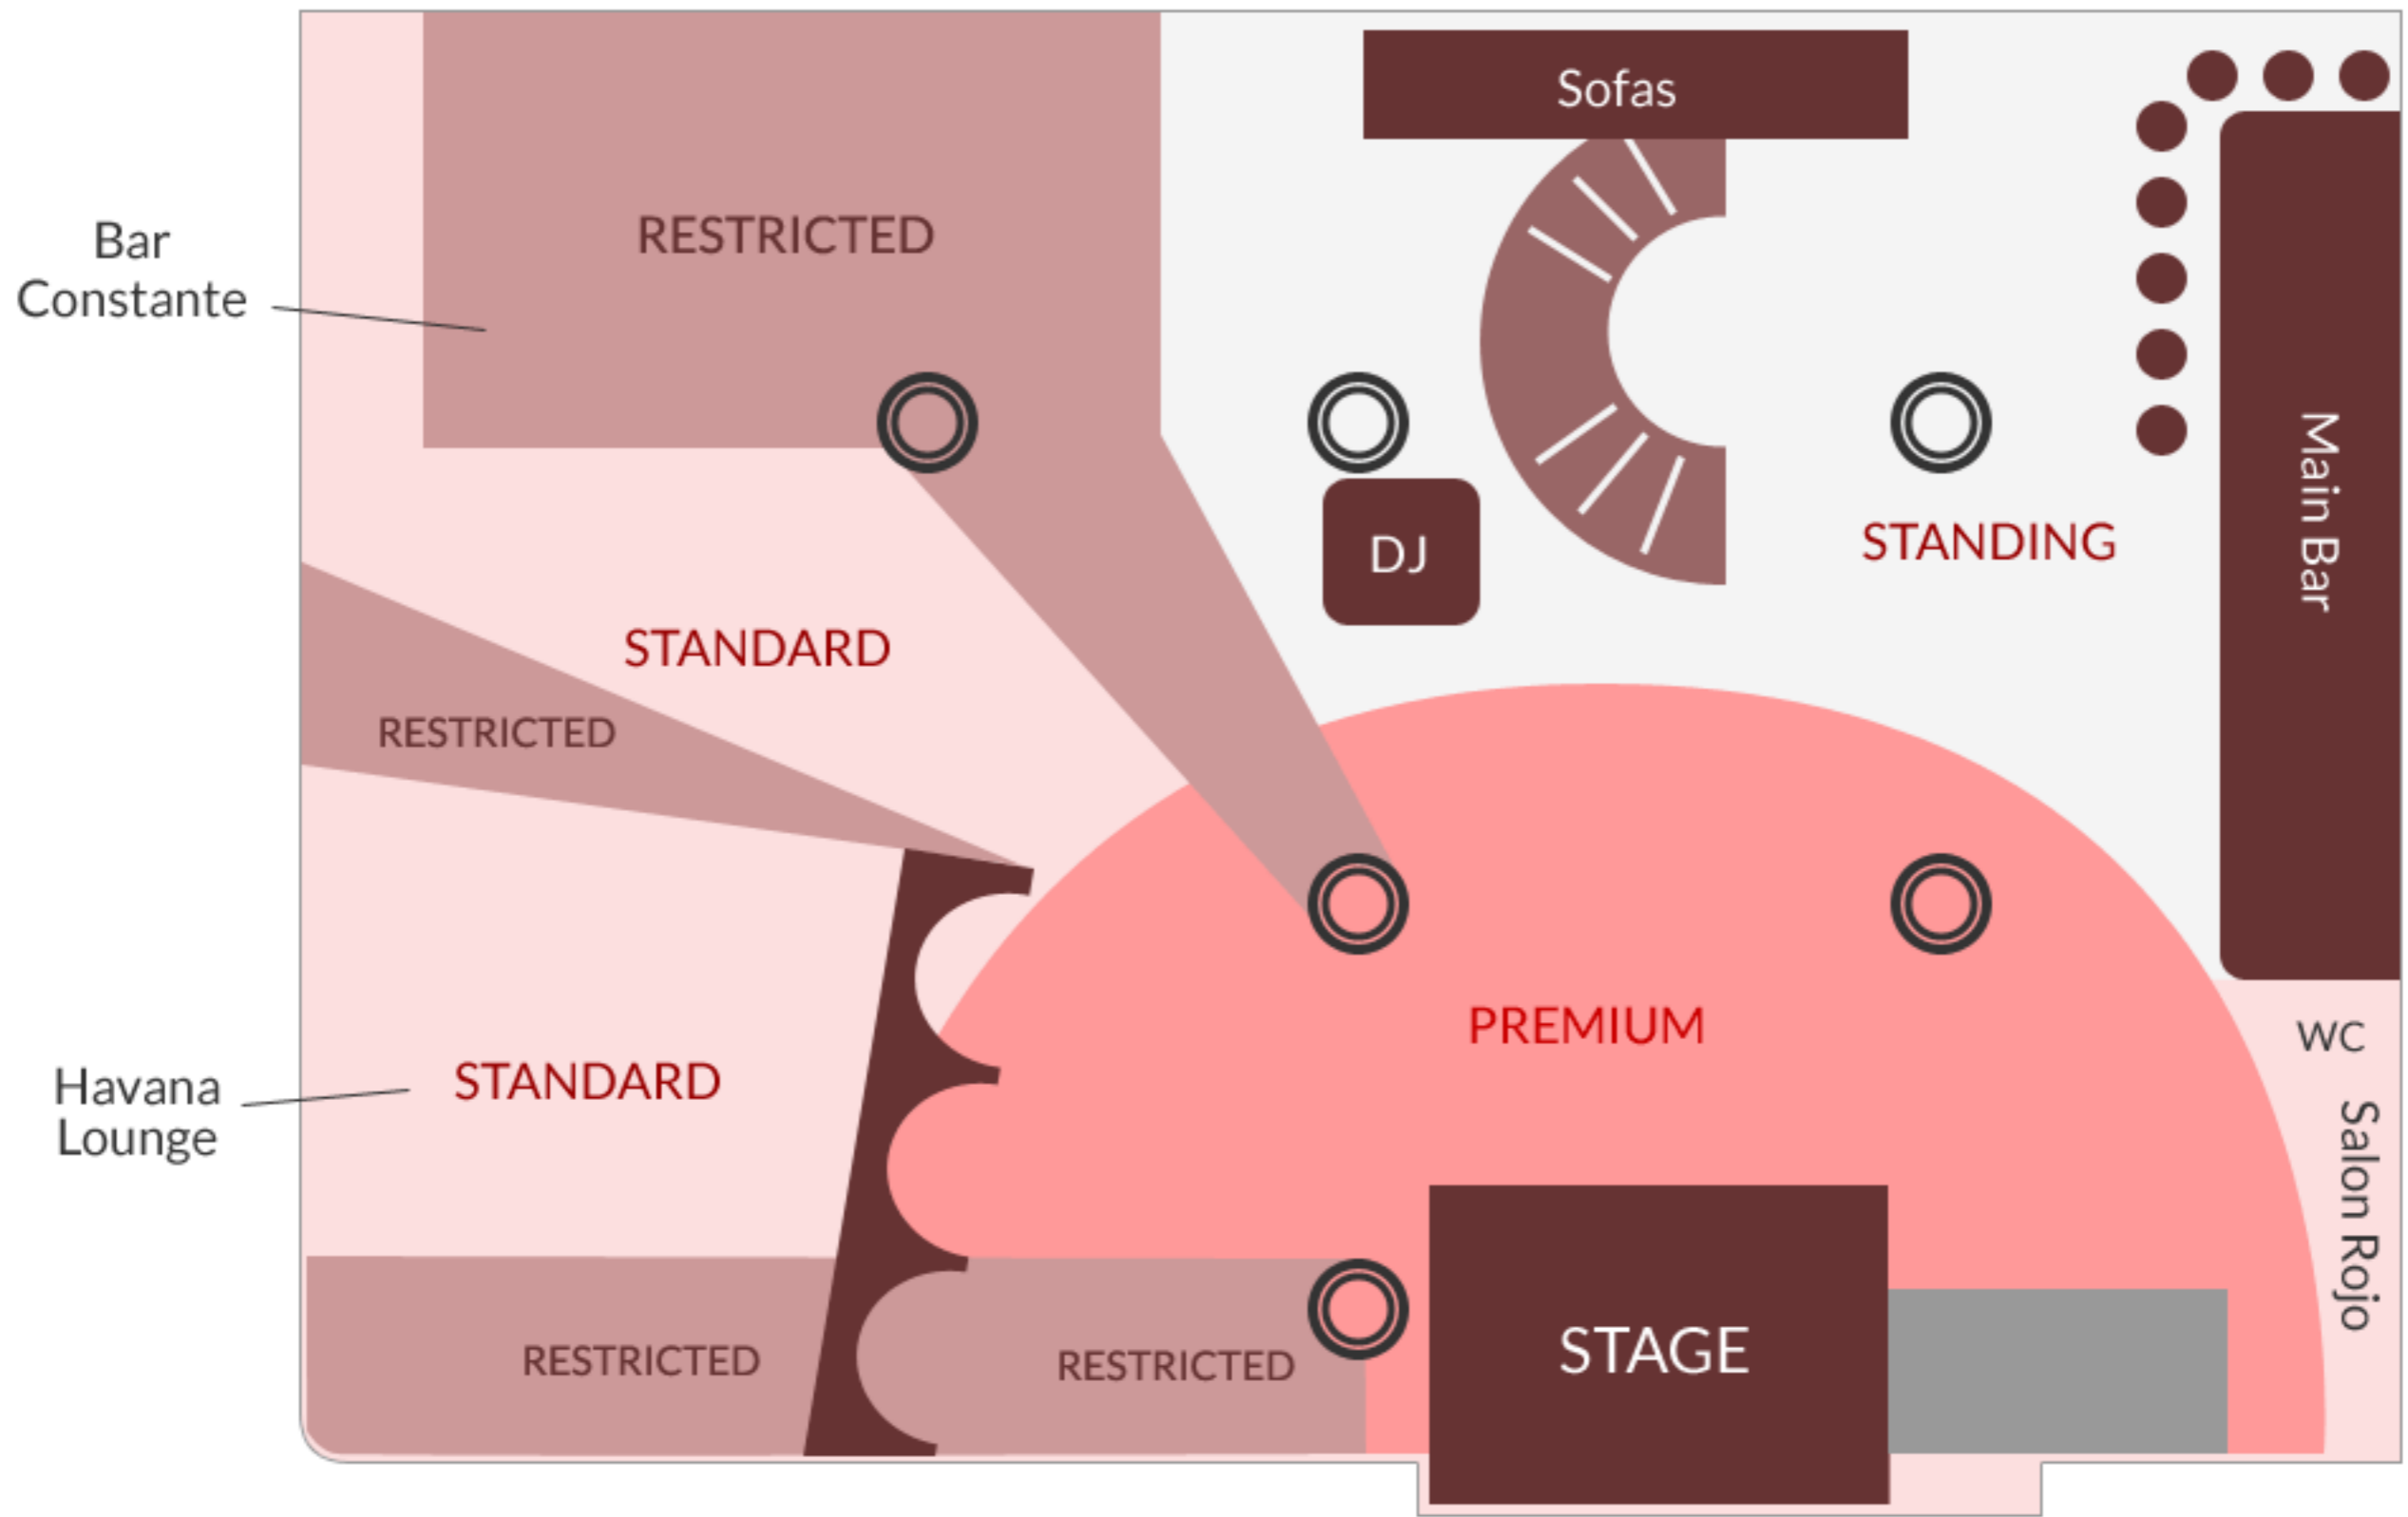 Sofas
RESTRICTED
Bar
Constante
Main Bar
DJ
STANDING
STANDARD
RESTRICTED
PREMIUM
WC
Havana
Lounge
STANDARD
Salon Rojo
STAGE
RESTRICTED
RESTRICTED